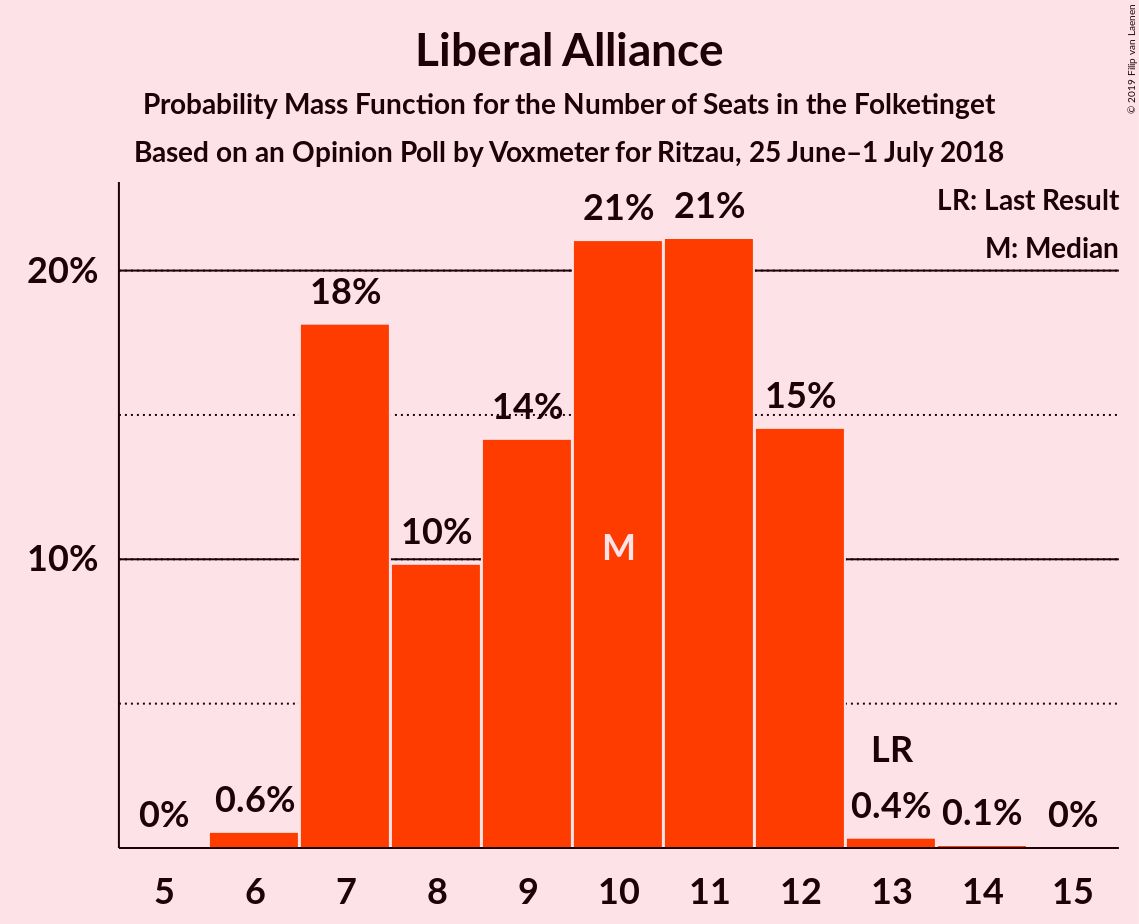 Liberal Alliance
Probability Mass Function for the Number of Seats in the Folketinget
Based on an Opinion Poll by Voxmeter for Ritzau, 25 June–1 July 2018
© 2019 Filip van Laenen
LR: Last Result
M: Median
20%
10%
0%
0.6%
18%
10%
14%
21%
M
21%
15%
LR
0.4%
0.1%
0%
5 6 7 8 9 10 11 12 13 14 15